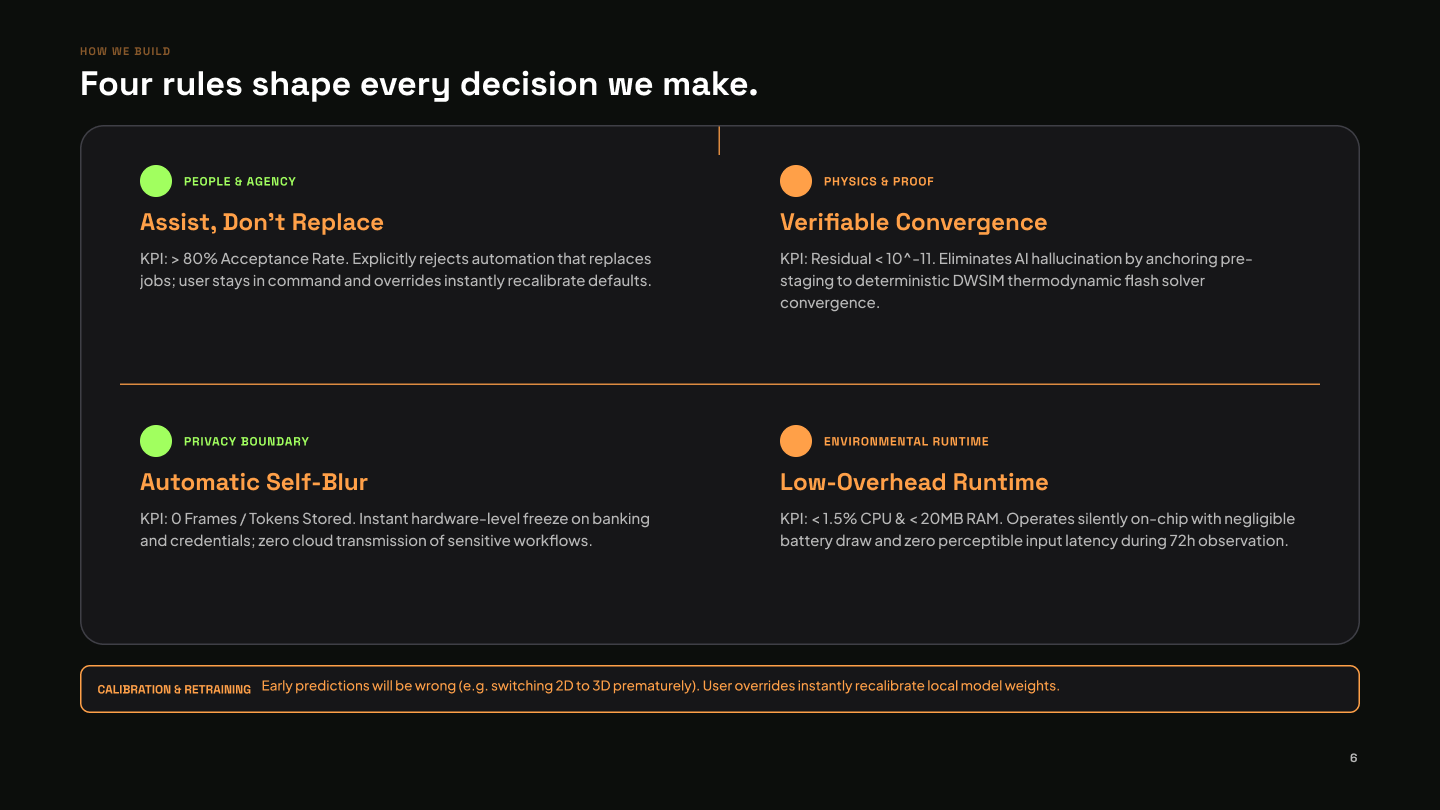 HOW WE BUILD
Four rules shape every decision we make.
PEOPLE & AGENCY
Assist, Don’t Replace
KPI: > 80% Acceptance Rate. Explicitly rejects automation that replaces
jobs; user stays in command and overrides instantly recalibrate defaults.
PHYSICS & PROOF
Verifiable Convergence
KPI: Residual < 10^-11. Eliminates AI hallucination by anchoring pre-
staging to deterministic DWSIM thermodynamic flash solver
convergence.
PRIVACY BOUNDARY
Automatic Self-Blur
KPI: 0 Frames / Tokens Stored. Instant hardware-level freeze on banking
and credentials; zero cloud transmission of sensitive workflows.
ENVIRONMENTAL RUNTIME
Low-Overhead Runtime
KPI: < 1.5% CPU & < 20MB RAM. Operates silently on-chip with negligible
battery draw and zero perceptible input latency during 72h observation.
CALIBRATION & RETRAINING Early predictions will be wrong (e.g. switching 2D to 3D prematurely). User overrides instantly recalibrate local model weights.
6